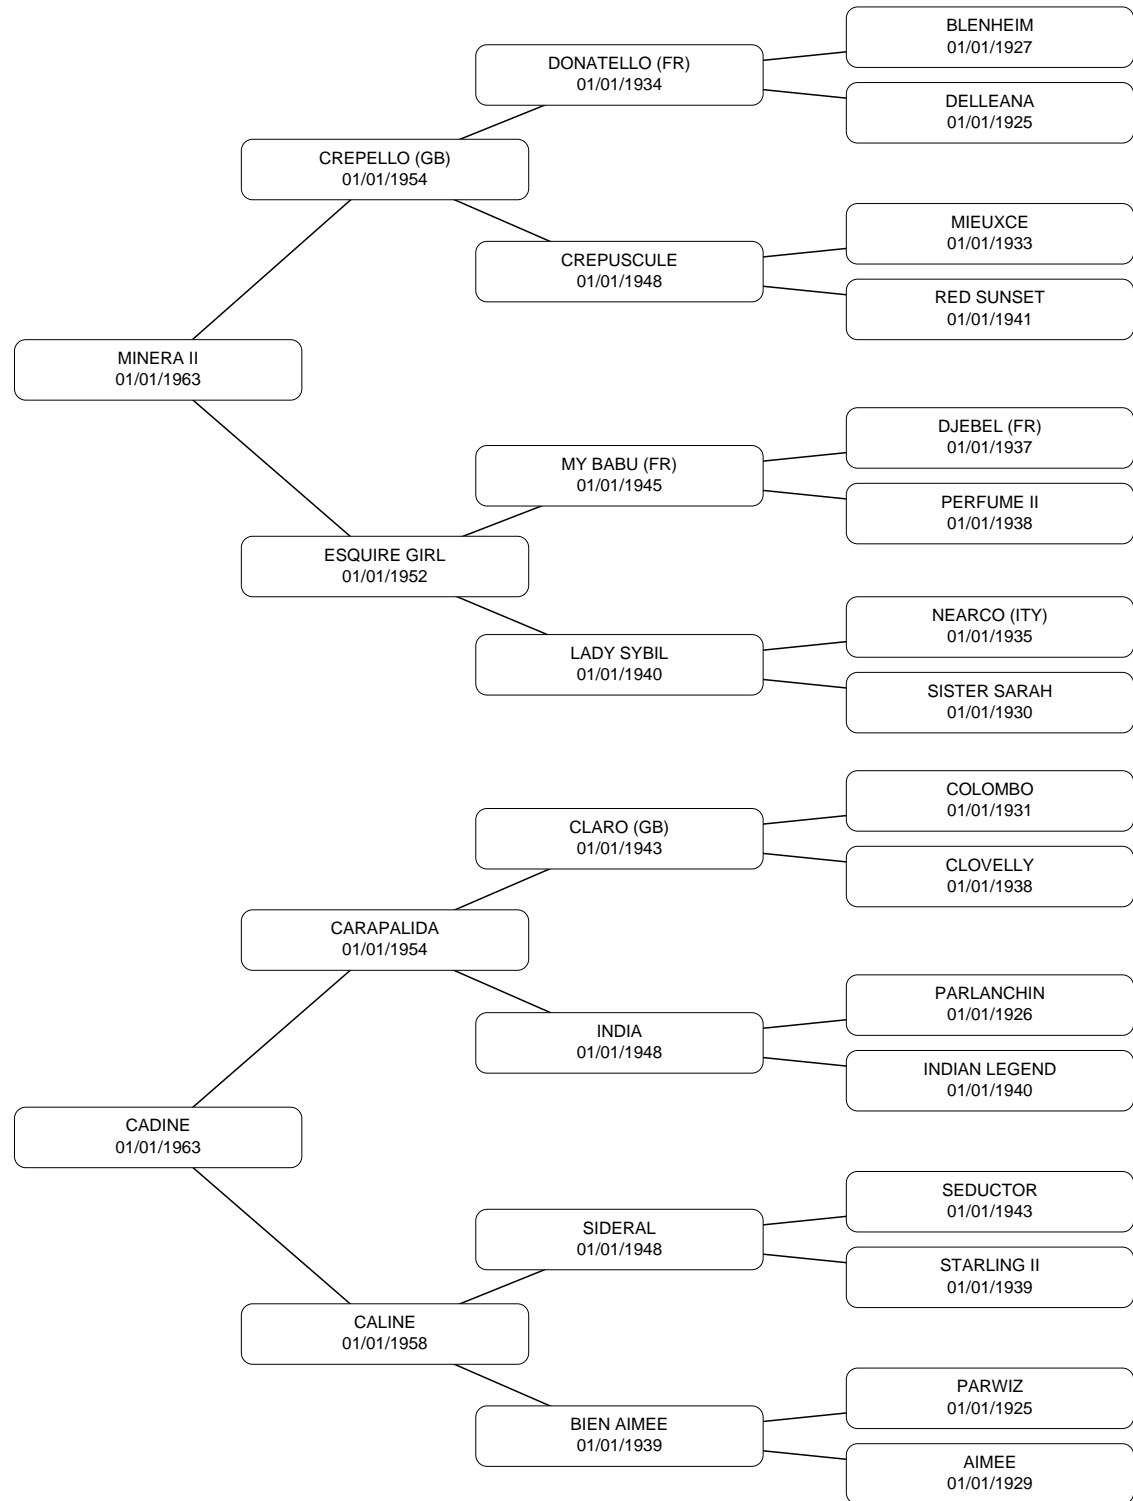 BLENHEIM
01/01/1927
DONATELLO (FR)
01/01/1934
DELLEANA
01/01/1925
CREPELLO (GB)
01/01/1954
MIEUXCE
01/01/1933
CREPUSCULE
01/01/1948
RED SUNSET
01/01/1941
MINERA II
01/01/1963
DJEBEL (FR)
01/01/1937
MY BABU (FR)
01/01/1945
PERFUME II
01/01/1938
ESQUIRE GIRL
01/01/1952
NEARCO (ITY)
01/01/1935
LADY SYBIL
01/01/1940
SISTER SARAH
01/01/1930
COLOMBO
01/01/1931
CLARO (GB)
01/01/1943
CLOVELLY
01/01/1938
CARAPALIDA
01/01/1954
PARLANCHIN
01/01/1926
INDIA
01/01/1948
INDIAN LEGEND
01/01/1940
CADINE
01/01/1963
SEDUCTOR
01/01/1943
SIDERAL
01/01/1948
STARLING II
01/01/1939
CALINE
01/01/1958
PARWIZ
01/01/1925
BIEN AIMEE
01/01/1939
AIMEE
01/01/1929